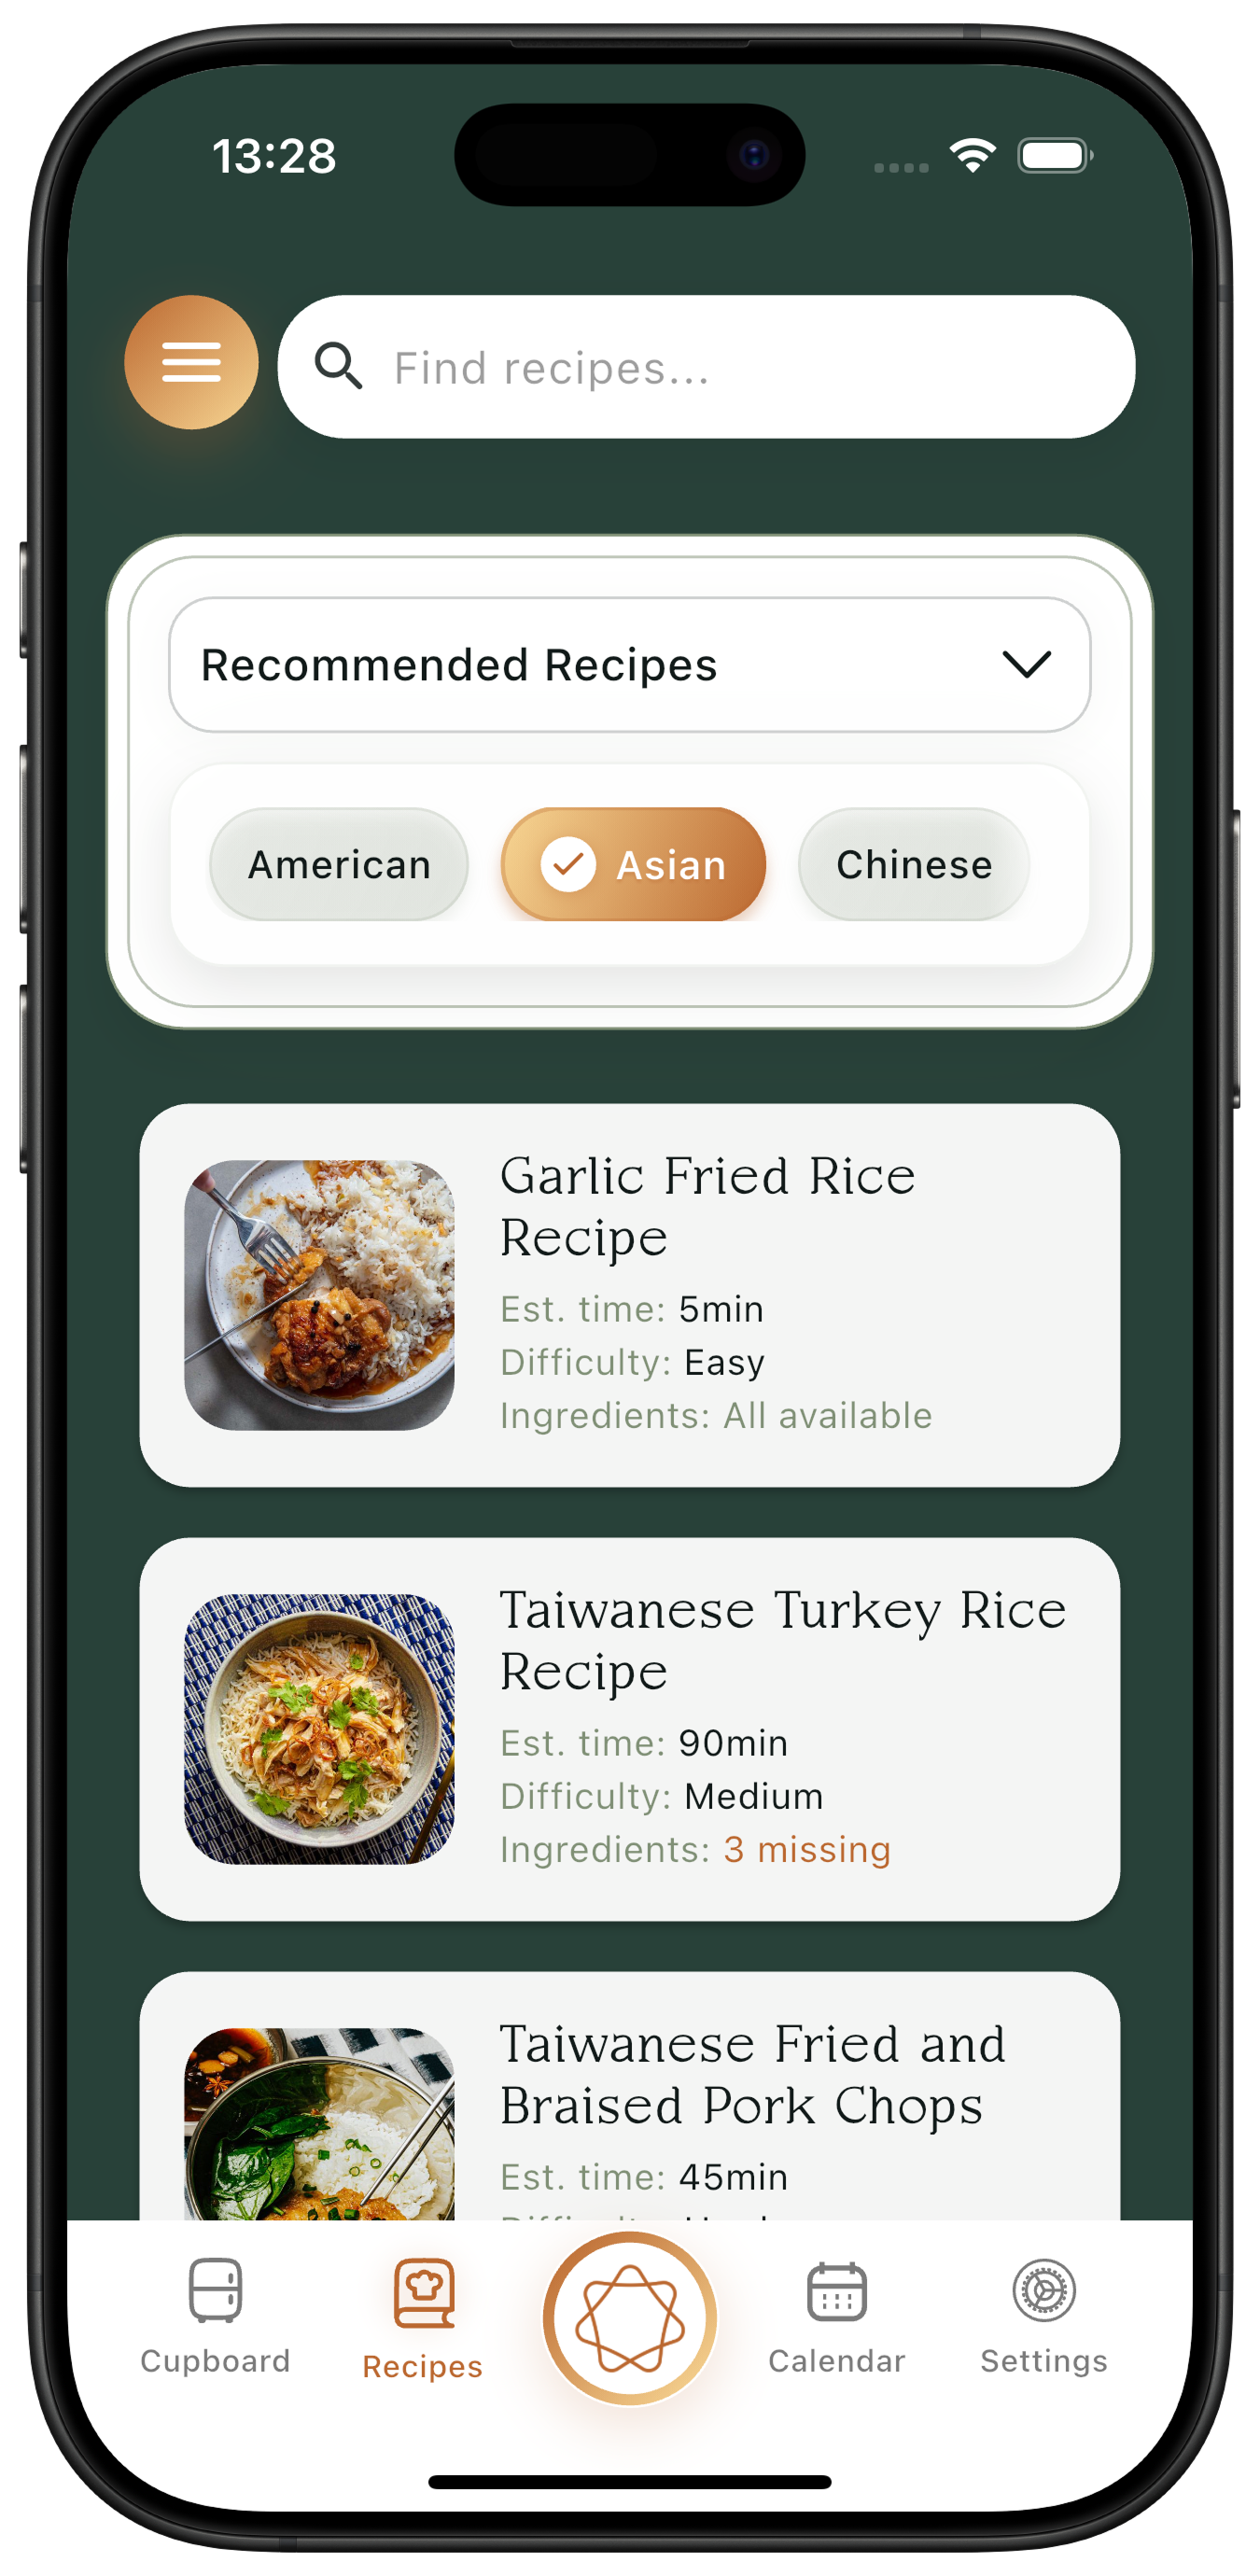 13:28
Find recipes...
Recommended Recipes
American
Asian
Chinese
Garlic Fried Rice
Recipe
Est. time: 5min
Difficulty: Easy
Ingredients: All available
Taiwanese Turkey Rice
Recipe
Est. time: 90min
Difficulty: Medium
Ingredients: 3 missing
Taiwanese Fried and
Braised Pork Chops
Est. time: 45min
Cupboard
Recipes
Calendar
Settings